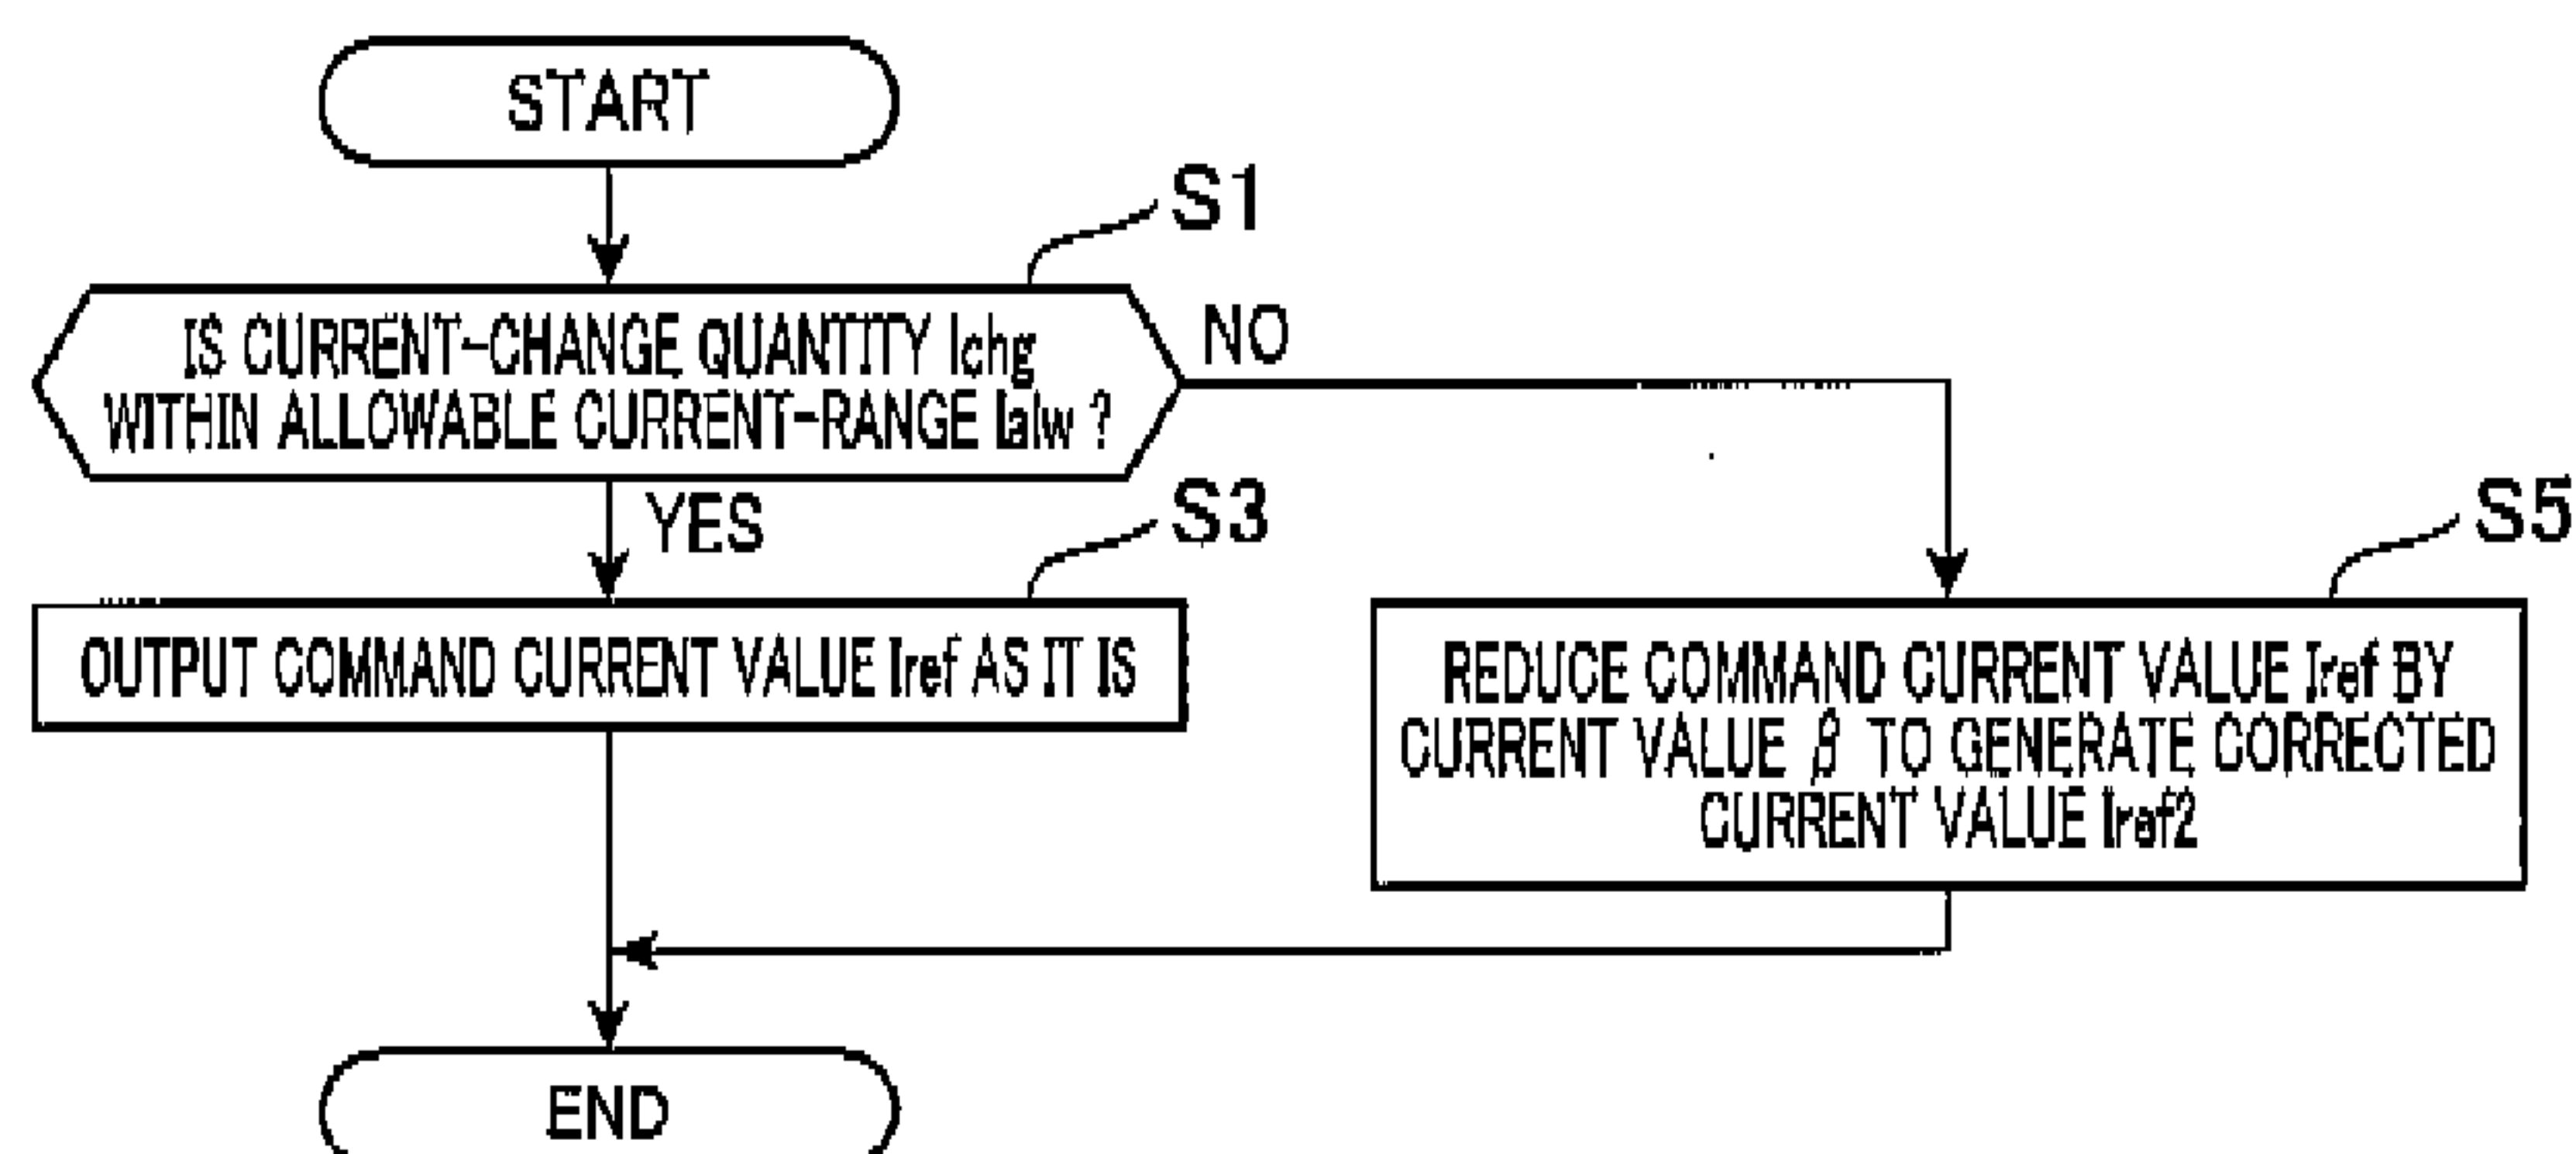 START
S1
IS CURRENT-CHANGE QUANTITY Ichg
WITHIN ALLOWABLE CURRENT-RANGE Ialw ?
NO
YES
S3
OUTPUT COMMAND CURRENT VALUE Iref AS IT IS
S5
REDUCE COMMAND CURRENT VALUE Iref BY
CURRENT VALUE β TO GENERATE CORRECTED
CURRENT VALUE Iref2
END